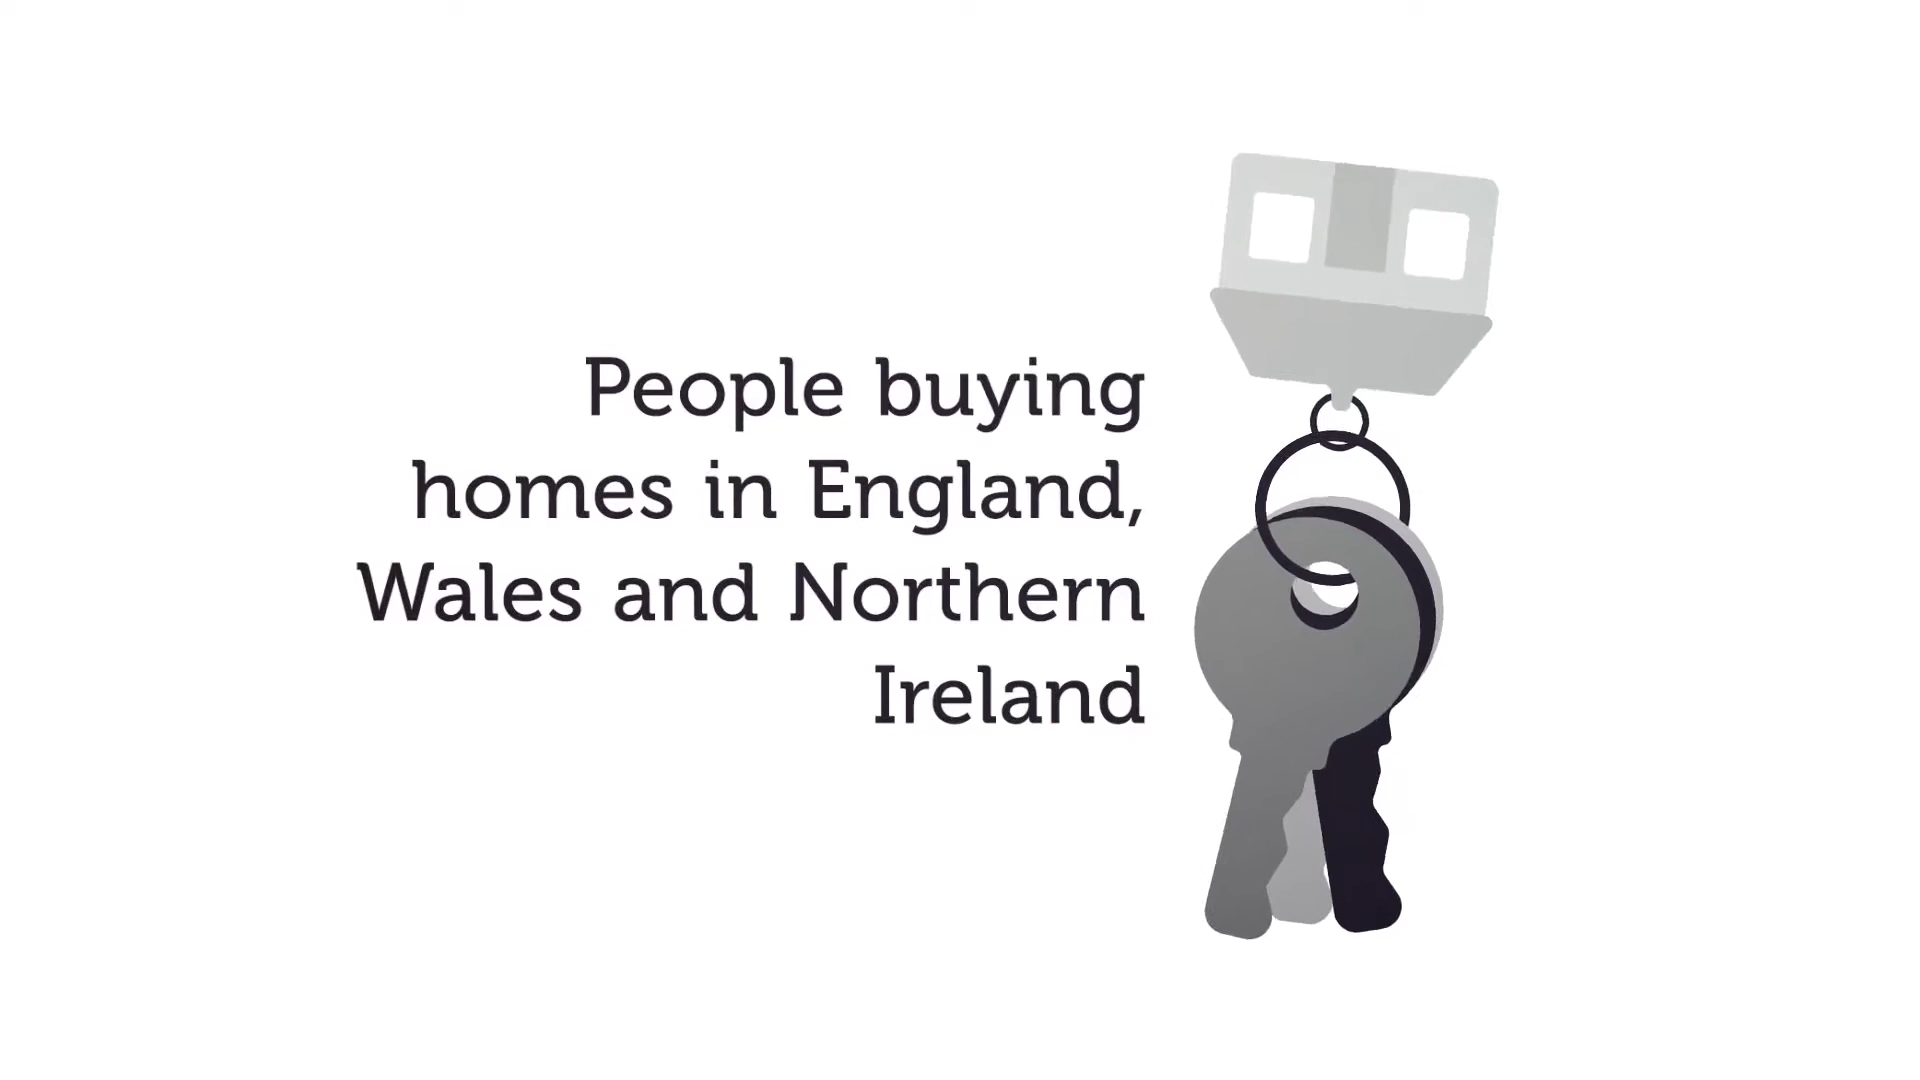 People buying
homes in England,
Wales and Northern
Ireland